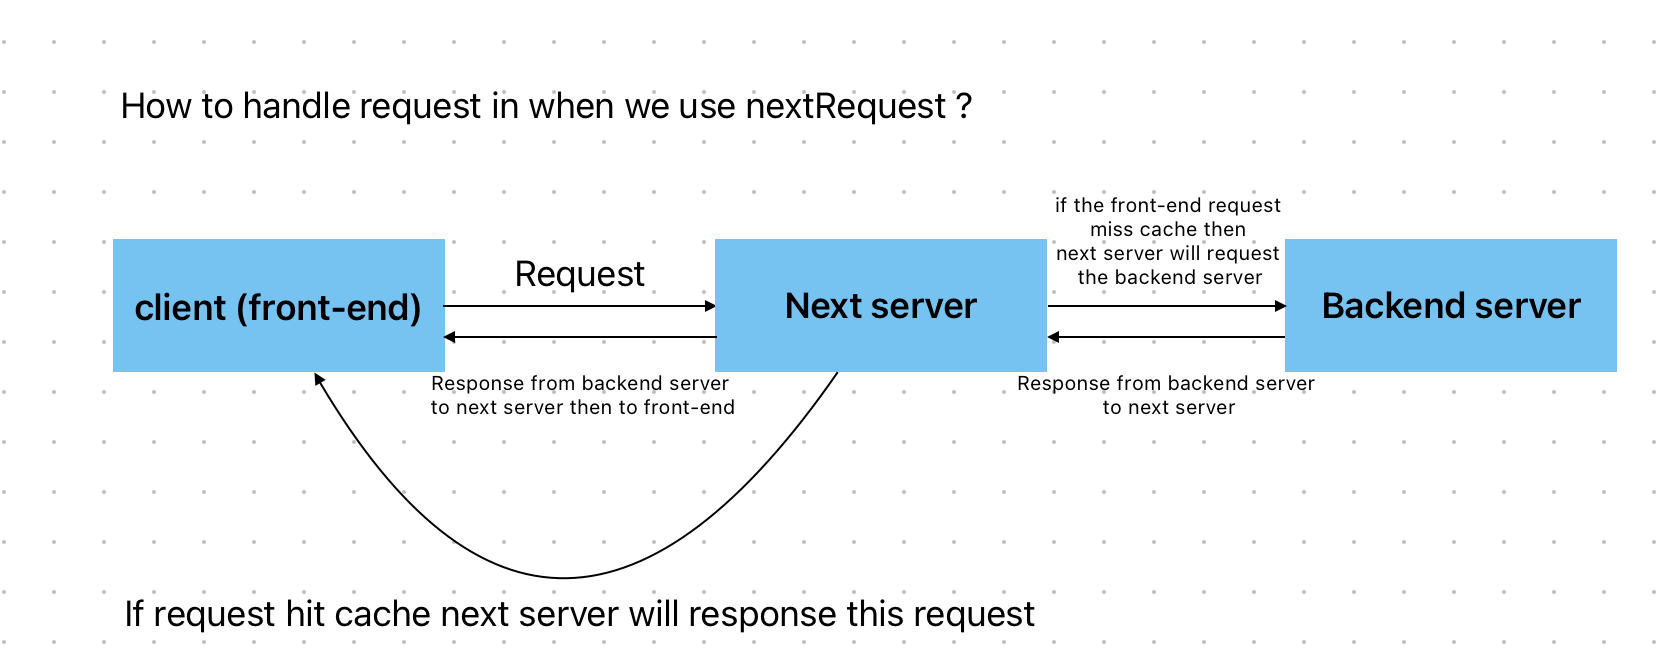 How to handle request in when we use nextRequest ?
if the front-end request
miss cache then
next server will request
the backend server
client (front-end)
Request
Next server
Backend server
Response from backend server
to next server then to front-end
Response from backend server
to next server
If request hit cache next server will response this request